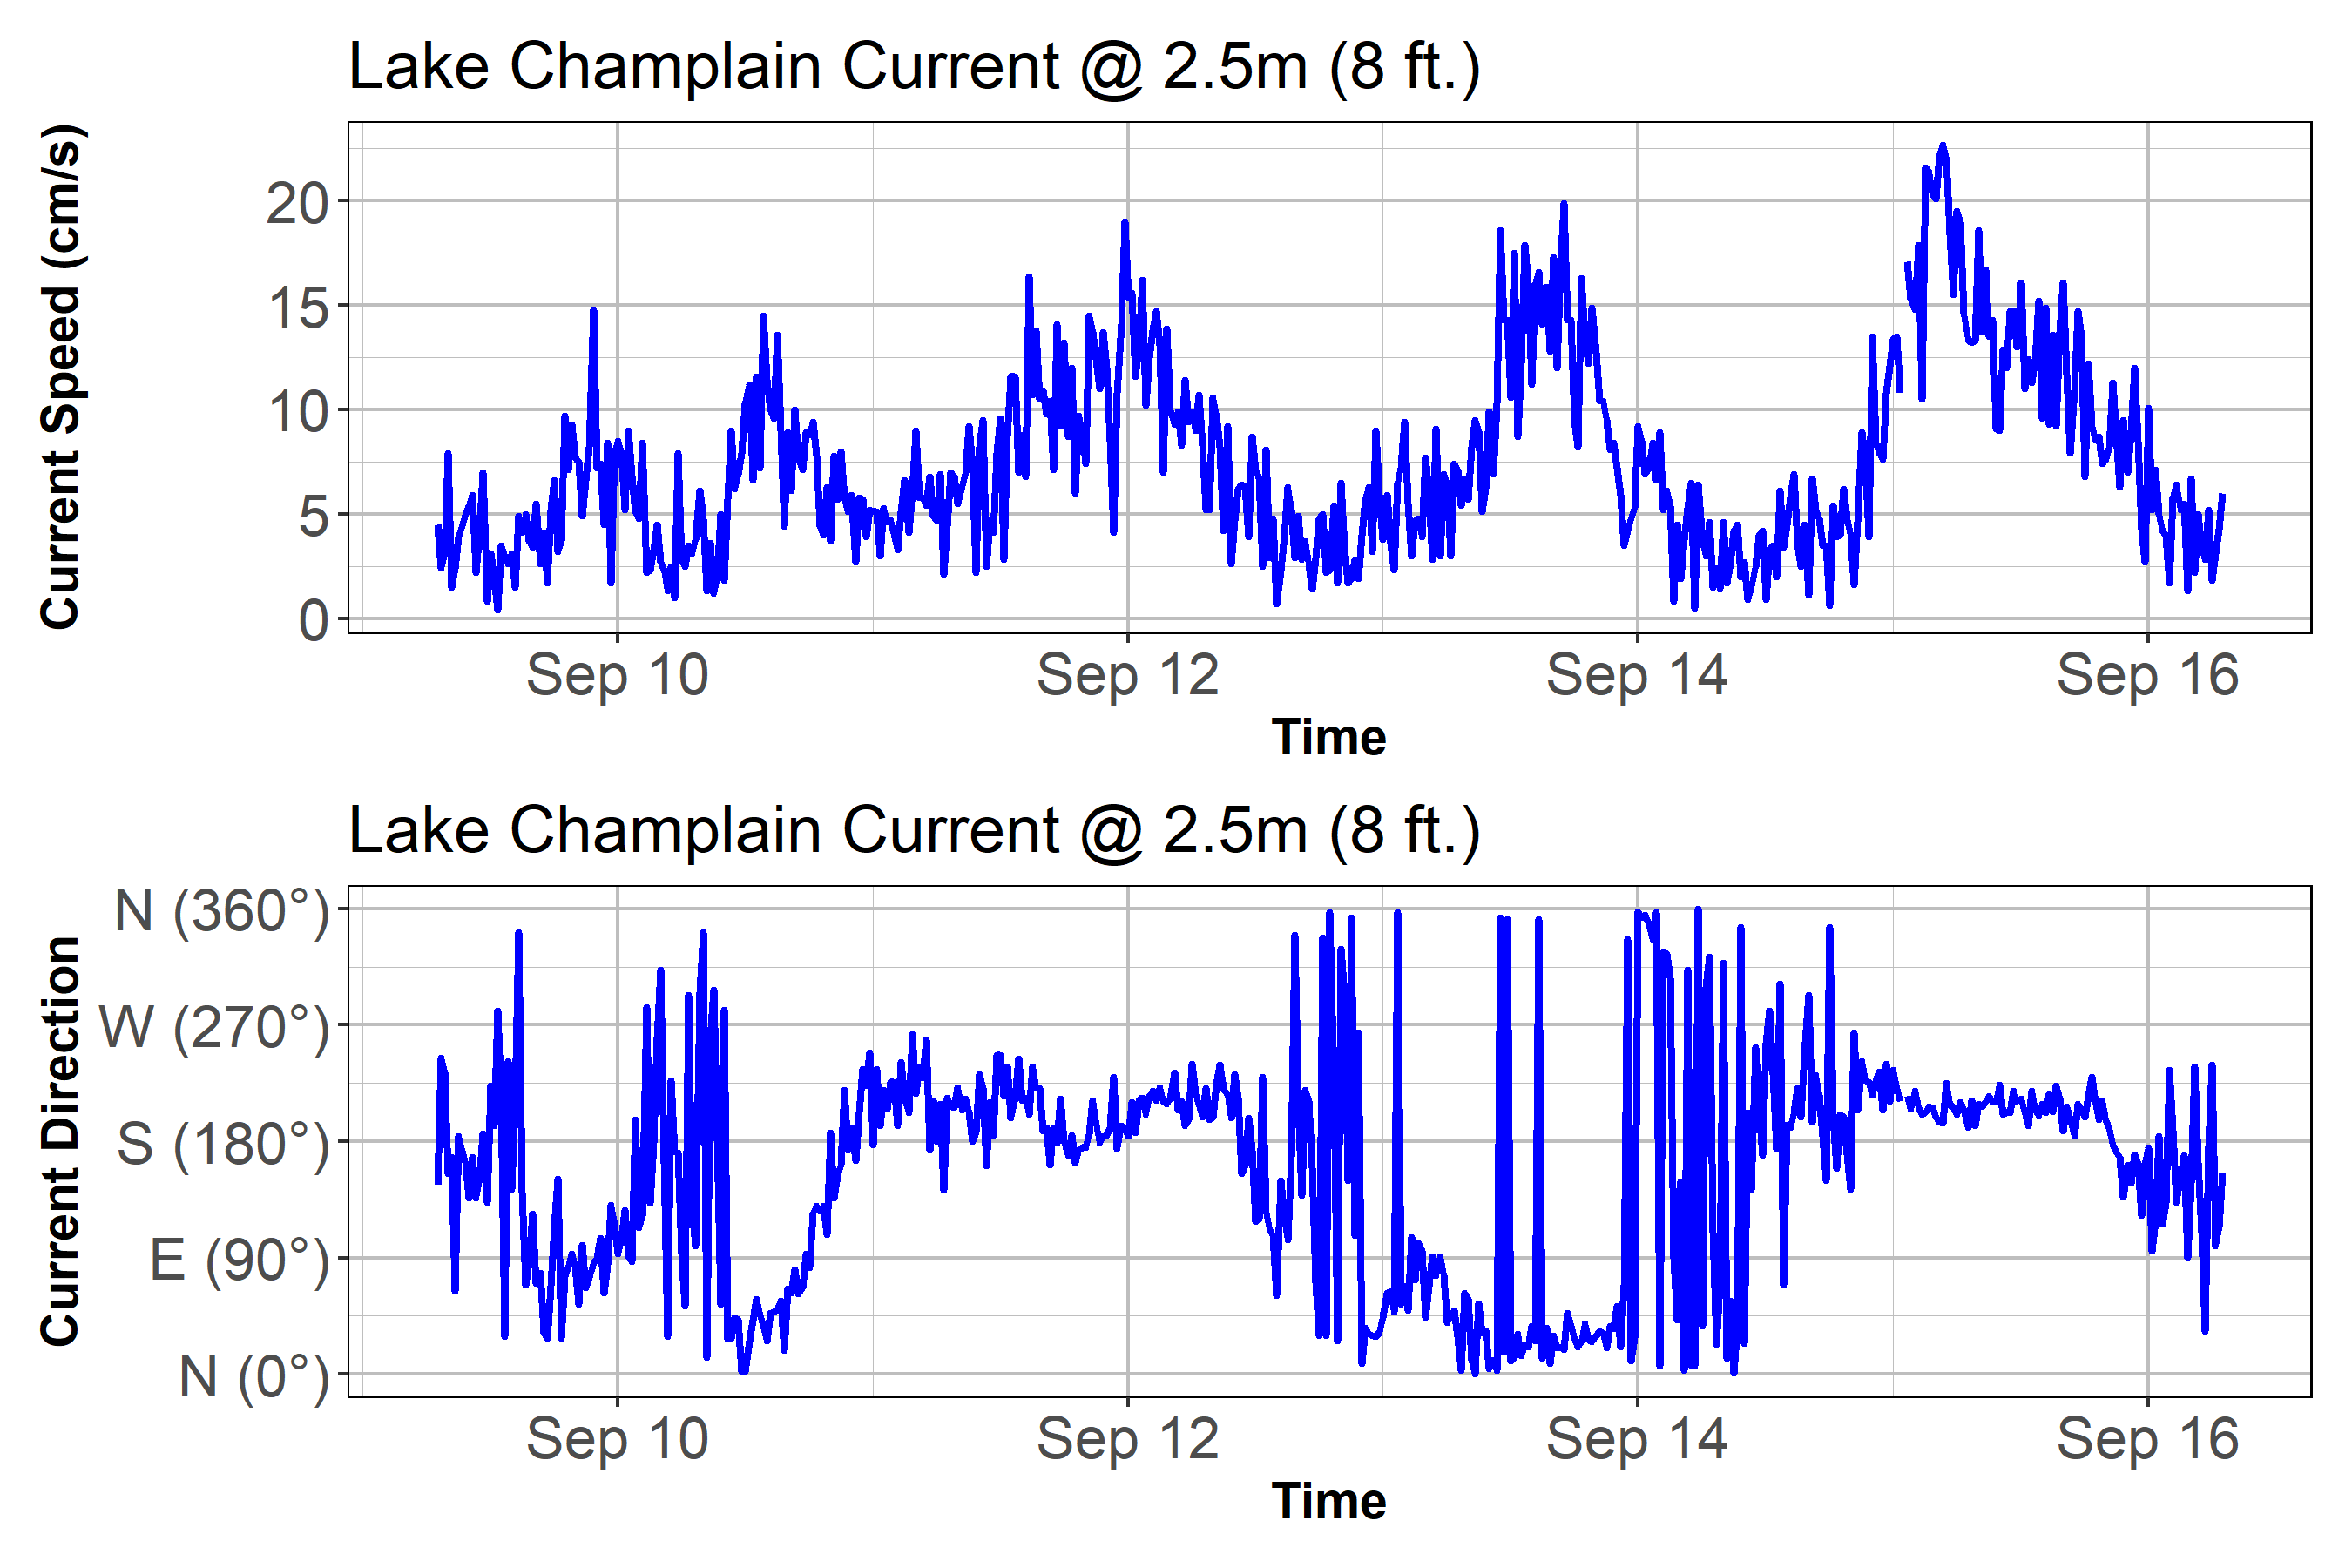 Lake Champlain Current @ 2.5m (8 ft.)
Current Speed (cm/s)
20
15
10
5
0
Sep 10 Sep 12 Sep 14 Sep 16
Time
Lake Champlain Current @ 2.5m (8 ft.)
Current Direction
N (360°)
W (270°)
S (180°)
E (90°)
N (0°)
Sep 10 Sep 12 Sep 14 Sep 16
Time